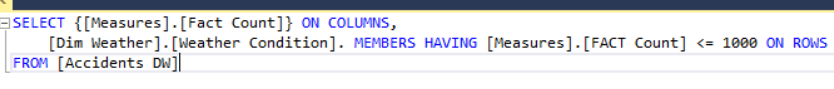 SELECT {[Measures].[Fact Count]} ON COLUMNS,
[Dim Weather].[Weather Condition]. MEMBERS HAVING [Measures].[FACT Count] <= 1000 ON ROWS
FROM [Accidents DW]